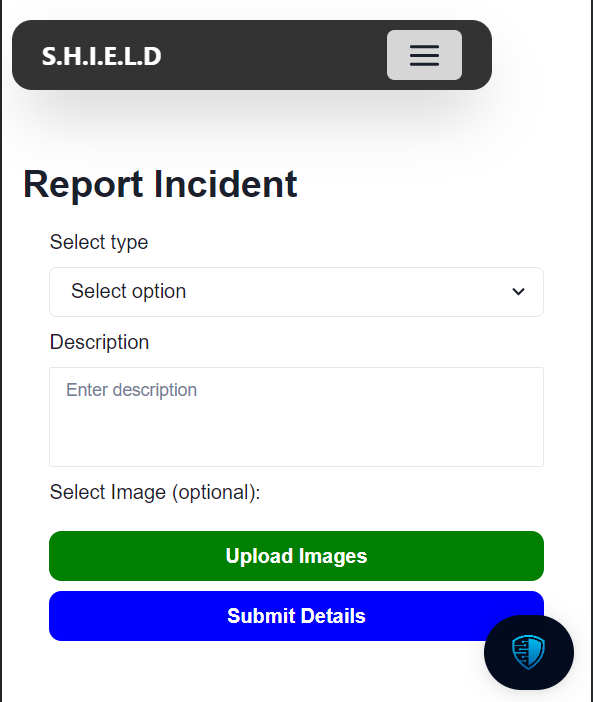 S.H.I.E.L.D
Report Incident
Select type
Select option
Description
Enter description
Select Image (optional):
Upload Images
Submit Details